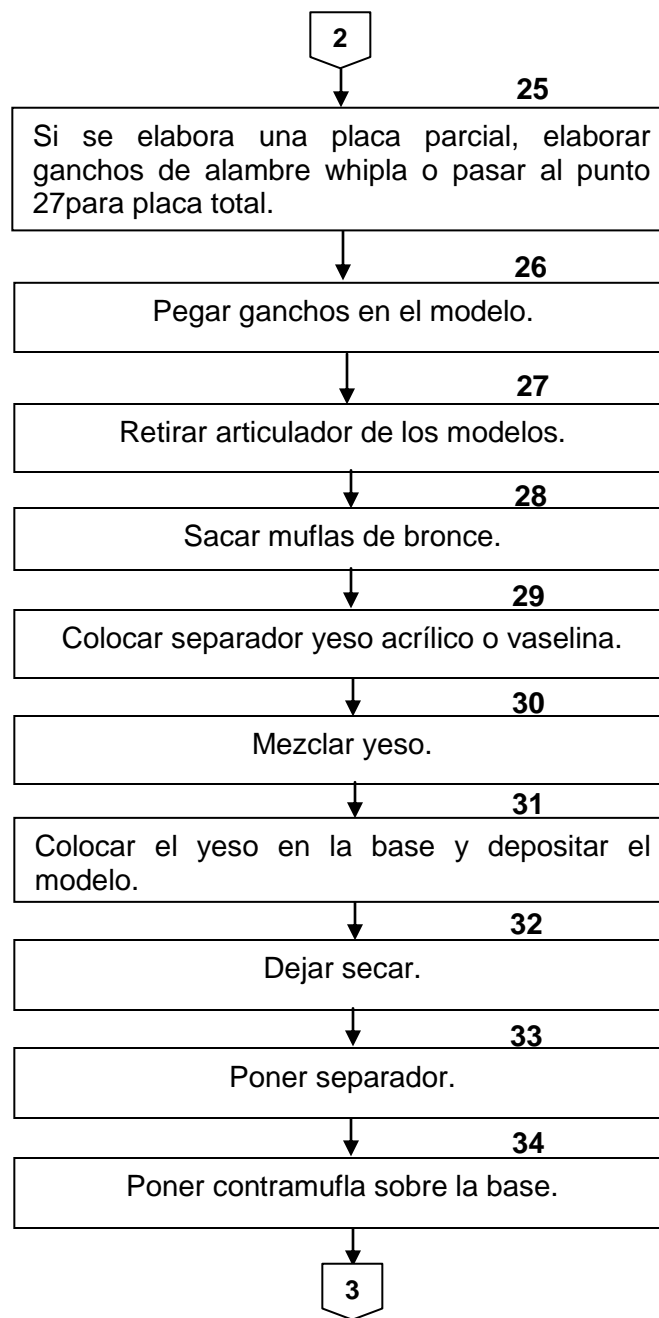 2
25
Si se elabora una placa parcial, elaborar
ganchos de alambre whipla o pasar al punto
27para placa total.
26
Pegar ganchos en el modelo.
27
Retirar articulador de los modelos.
28
Sacar muflas de bronce.
29
Colocar separador yeso acrílico o vaselina.
30
Mezclar yeso.
31
Colocar el yeso en la base y depositar el
modelo.
32
Dejar secar.
33
Poner separador.
34
Poner contramufla sobre la base.
3